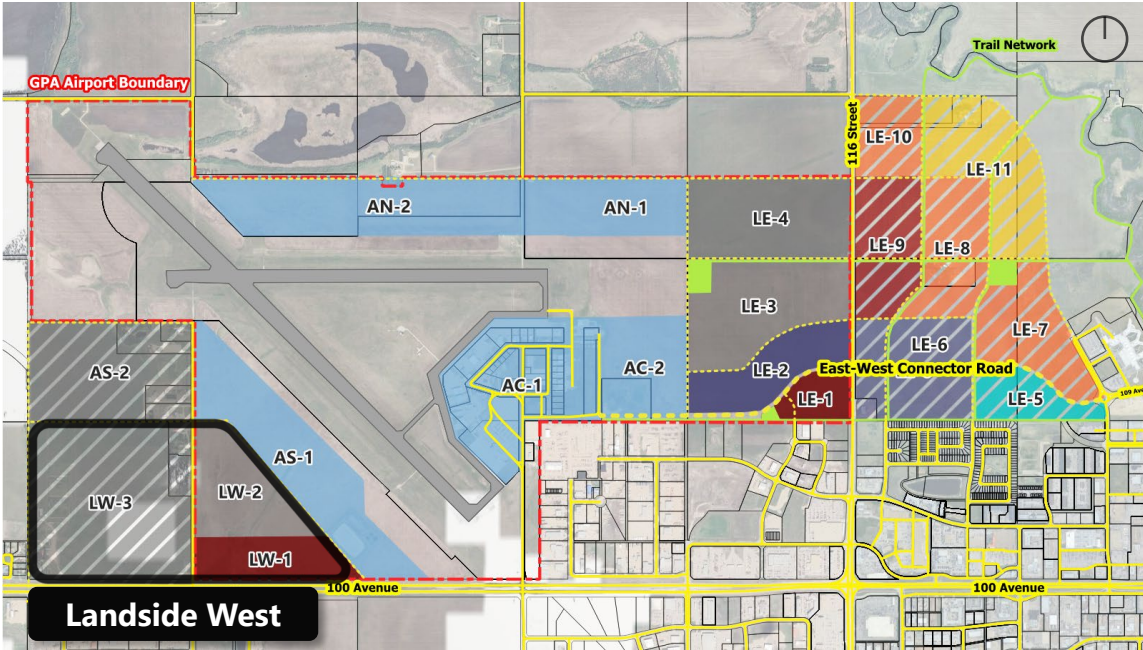 Trail Network
GPA Airport Boundary
116 Street
LE-10
LE-11
AN-2
AN-1
LE-4
LE-9
LE-8
LE-3
LE-7
LE-6
AS-2
LE-2
East-West Connector Road
AC-2
AC-1
LE-1
LE-5
109 Ave
AS-1
LW-2
LW-3
LW-1
100 Avenue
100 Avenue
Landside West